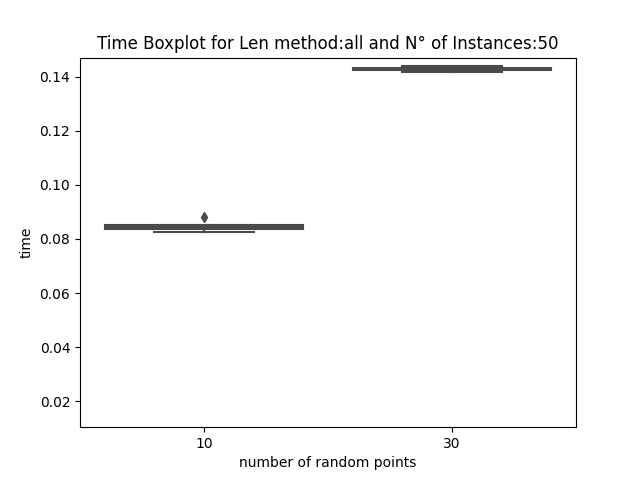 Time Boxplot for Len method:all and N° of Instances:50
0.14
0.12
0.10
0.08
0.06
0.04
0.02
time
10 30
number of random points